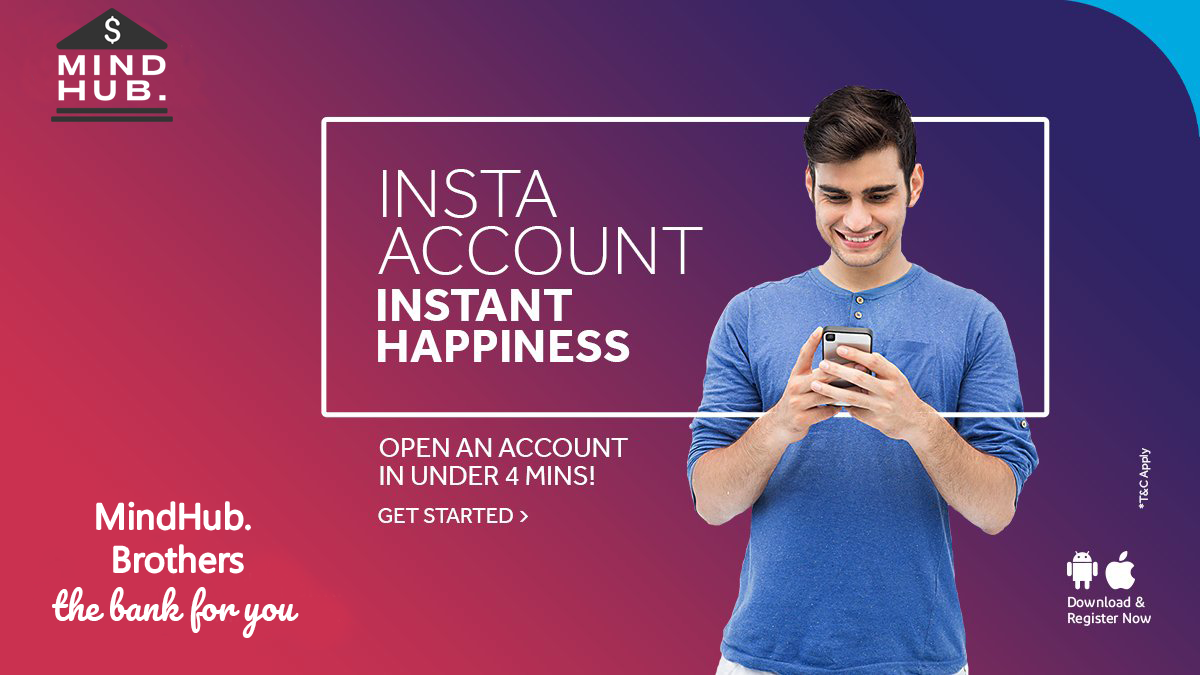 $
MIND
HUB.
INSTA
ACCOUNT
INSTANT
HAPPINESS
OPEN AN ACCOUNT
IN UNDER 4 MINS!
GET STARTED >
MindHub.
Brothers
the bank for you
*T&C Apply
Download &
Register Now